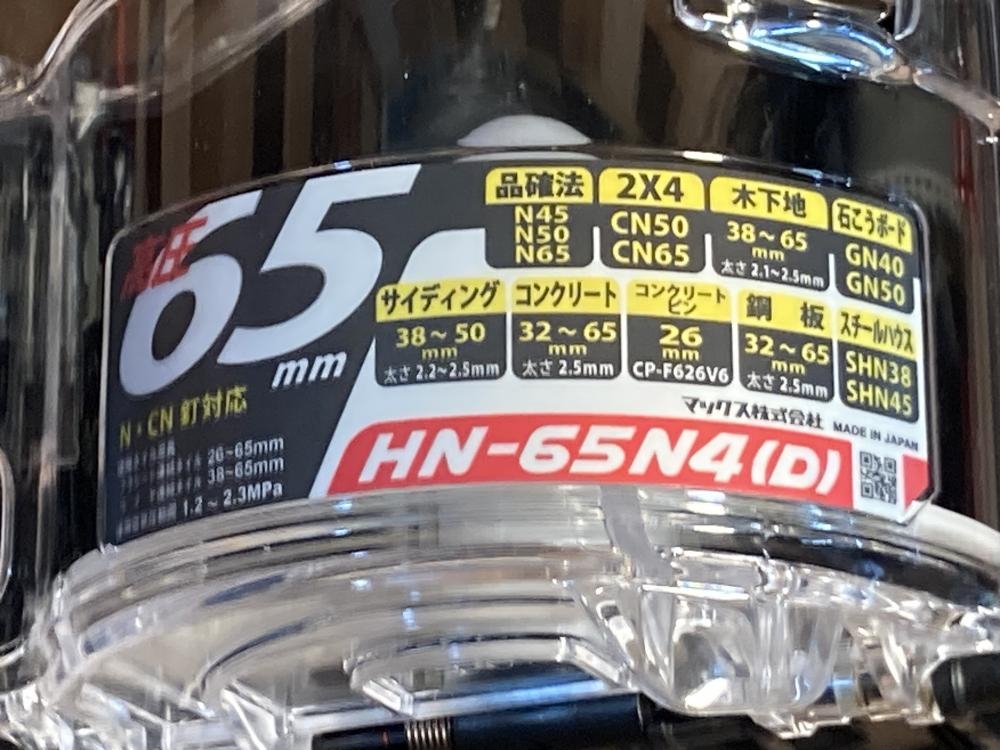 高圧
65
mm
N・CN 釘対応
26~65mm
38~65mm
1.2~2.3MPa
品確法
N45
N50
N65
2X4
CN50
CN65
木下地
38~65
mm
太さ2.1~2.5mm
石こうボード
GN40
GN50
サイディング
38~50
mm
太さ2.2~2.5mm
コンクリート
32~65
mm
太さ2.5mm
コンクリート
ピン
26
mm
CP-F626V6
鋼 板
32~65
mm
太さ2.5mm
スチールハウス
SHN38
SHN45
マックス株式会社 MADE IN JAPAN
HN-65N4(D)